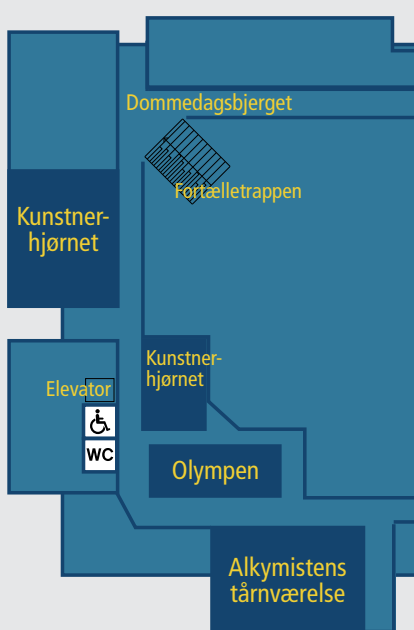 Dommedagsbjerget
Fortælletrappen
Kunstner-
hjørnet
Kunstner-
hjørnet
Elevator
WC
Olympen
Alkymistens
tårnværelse